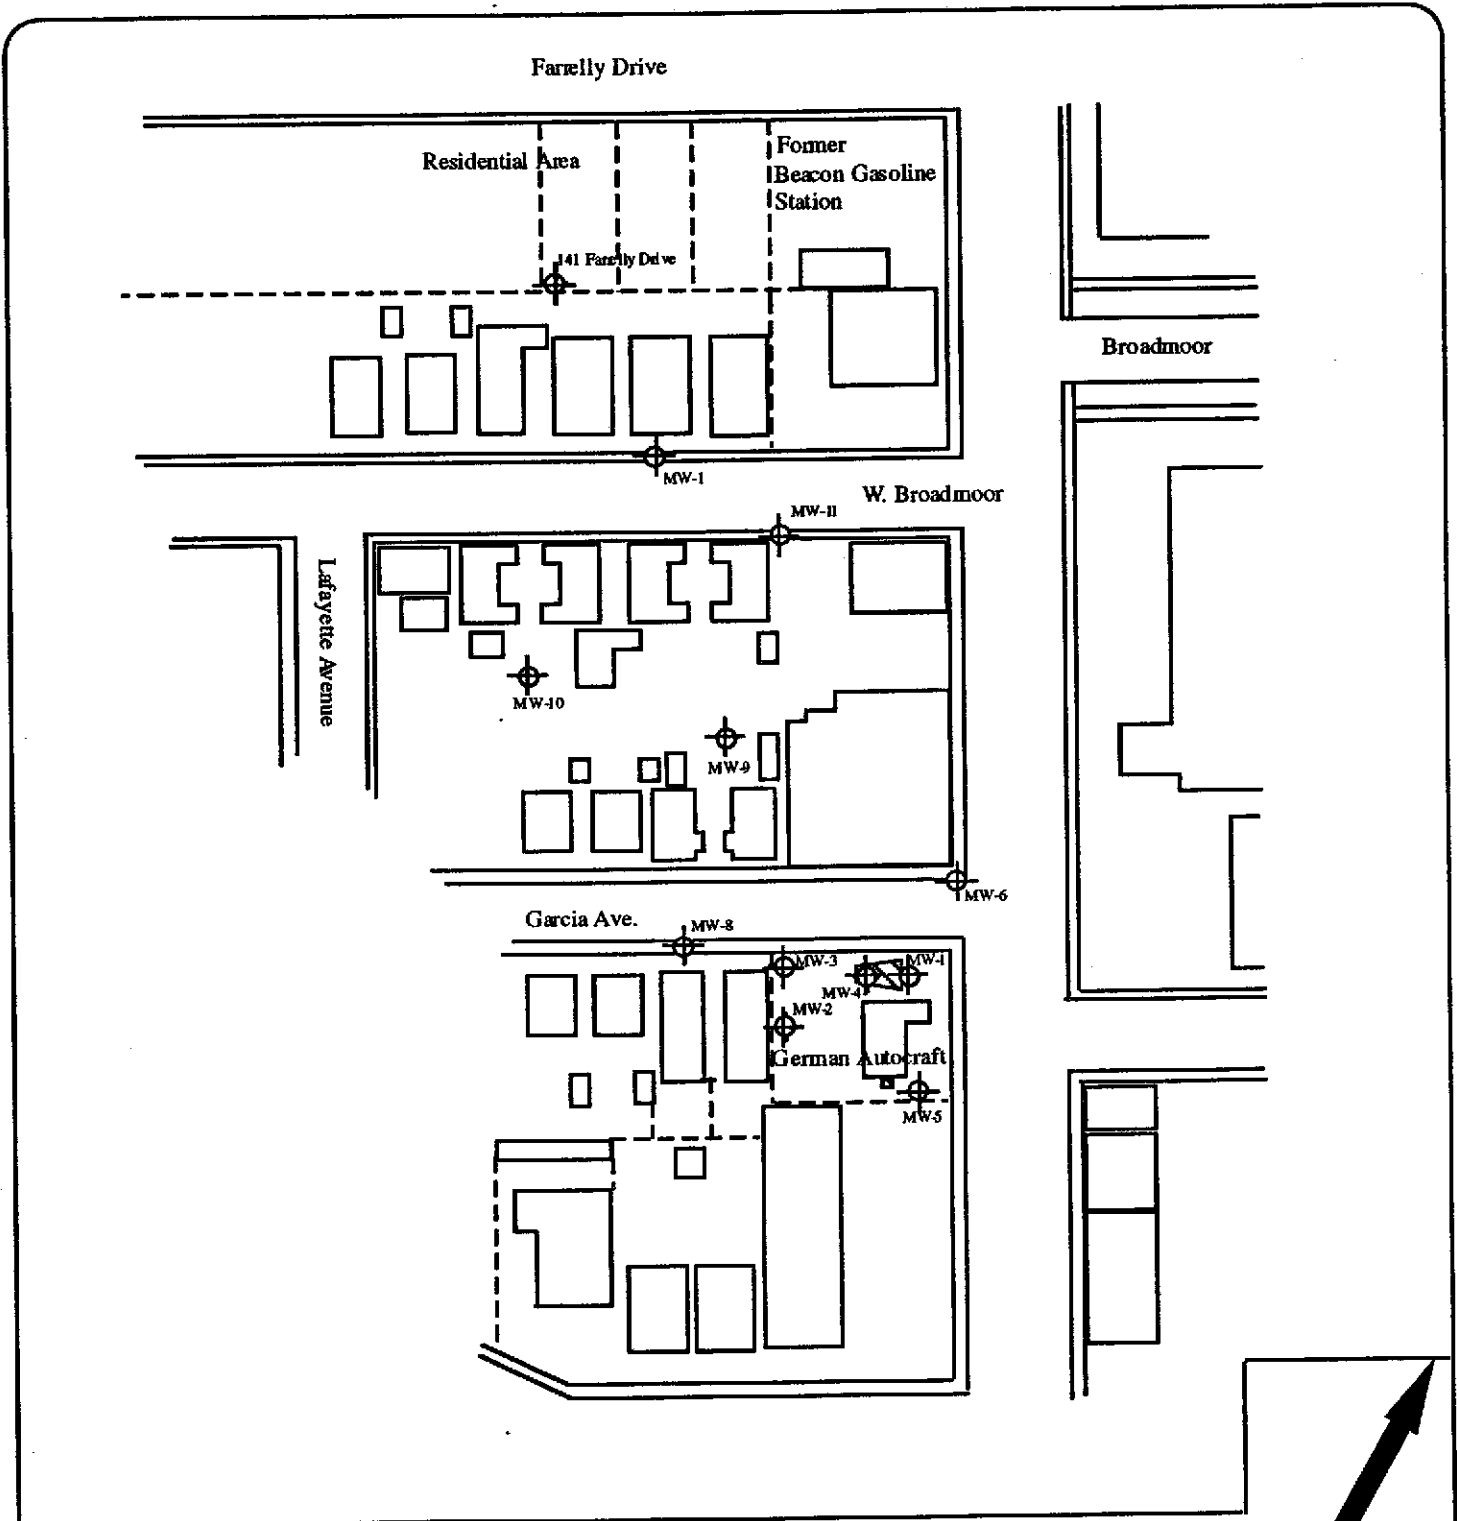 Farrelly Drive
Residential Area
Former
Beacon Gasoline
Station
141 Farrelly Drive
Broadmoor
MW-1
W. Broadmoor
MW-11
Lafayette Avenue
MW-10
MW-9
MW-6
Garcia Ave.
MW-8
MW-3
MW-1
MW-4
MW-2
German Autocraft
MW-5